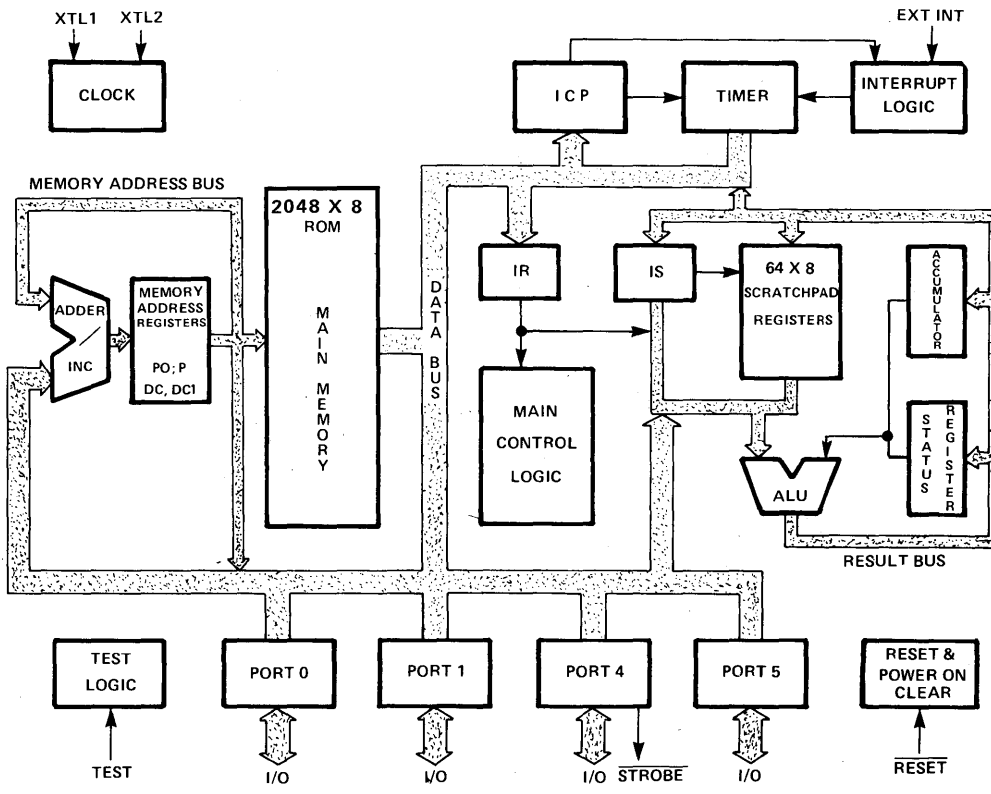 XTL1 XTL2
EXT INT
CLOCK
ICP
TIMER
INTERRUPT
LOGIC
MEMORY ADDRESS BUS
2048 X 8
ROM
MAIN MEMORY
ADDER
INC
MEMORY
ADDRESS
REGISTERS
PO; P
DC, DC1
DATA BUS
IR
IS
64 X 8
SCRATCHPAD
REGISTERS
ACCUMULATOR
MAIN
CONTROL
LOGIC
STATUS
REGISTER
ALU
RESULT BUS
TEST
LOGIC
PORT 0
PORT 1
PORT 4
PORT 5
RESET &
POWER ON
CLEAR
TEST
I/O
I/O
I/O
STROBE
I/O
RESET